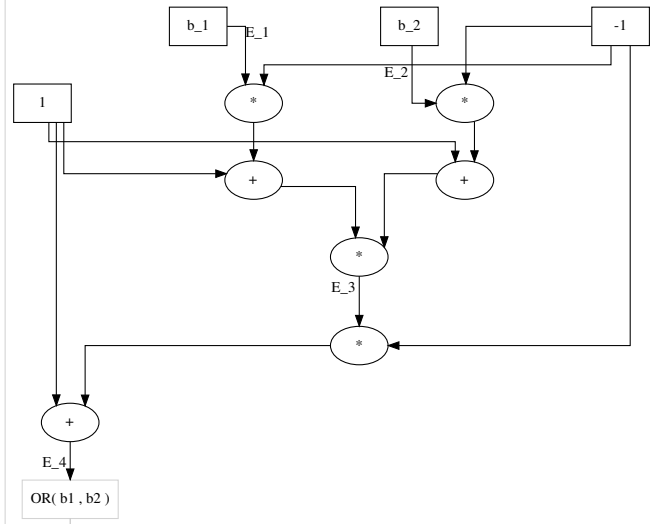 b_1
b_2
-1
E_1
E_2
1
*
*
+
+
*
E_3
*
+
E_4
OR( b1 , b2 )